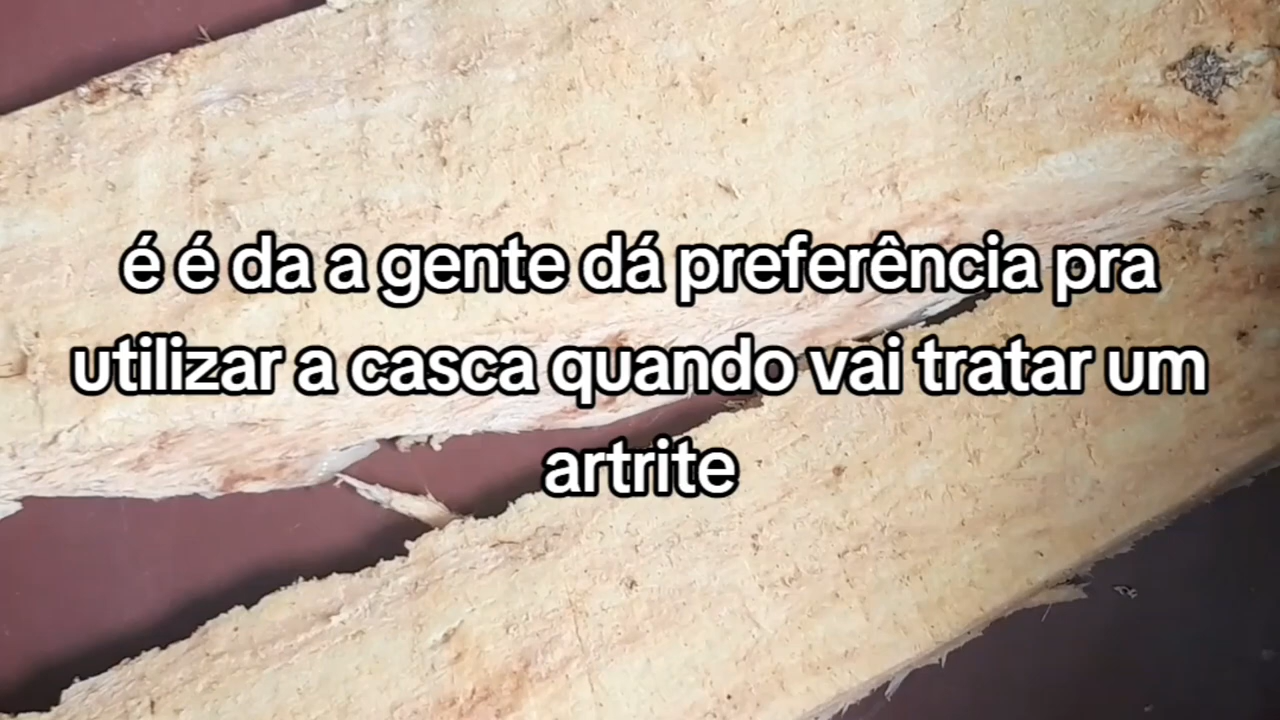 é é da a gente dá preferência pra
utilizar a casca quando vai tratar um
artrite